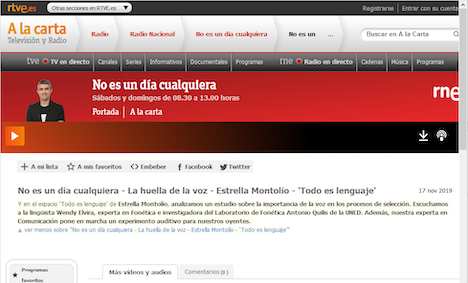 rtve.es Otras secciones en RTVE.es Registrarse Entrar con su cuenta
A la carta Radio Radio Nacional No es un día cualquiera No es un ... Buscar en A la Carta
Televisión y Radio
tve TV en directo Canales Series Informativos Documentales Programas rne Radio en directo Cadenas Música Programas
No es un día cualquiera
Sábados y domingos de 08.30 a 13.00 horas
rne
Portada A la carta
+ A mi lista A mis favoritos Embeber Facebook Twitter
No es un día cualquiera - La huella de la voz - Estrella Montolio - 'Todo es lenguaje' 17 nov 2019
Y en el espacio 'Todo es lenguaje' de Estrella Montolío, analizamos un estudio sobre la importancia de la voz en los procesos de selección. Escuchamos
a la lingüista Wendy Elvira, experta en Fonética e investigadora del Laboratorio de Fonética Antonio Quilis de la UNED. Además, nuestra experta en
Comunicación pone en marcha un experimento auditivo para nuestros oyentes.
ver menos sobre "No es un día cualquiera - La huella de la voz - Estrella Montolio - 'Todo es lenguaje'"
Programas
favoritos
Más vídeos y audios Comentarios (0)